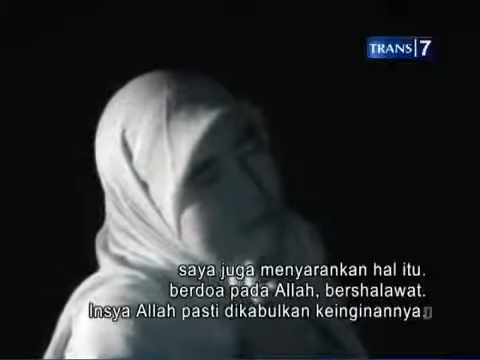 TRANS|7
saya juga menyarankan hal itu.
berdoa pada Allah, bershalawat.
Insya Allah pasti dikabulkan keinginannya.